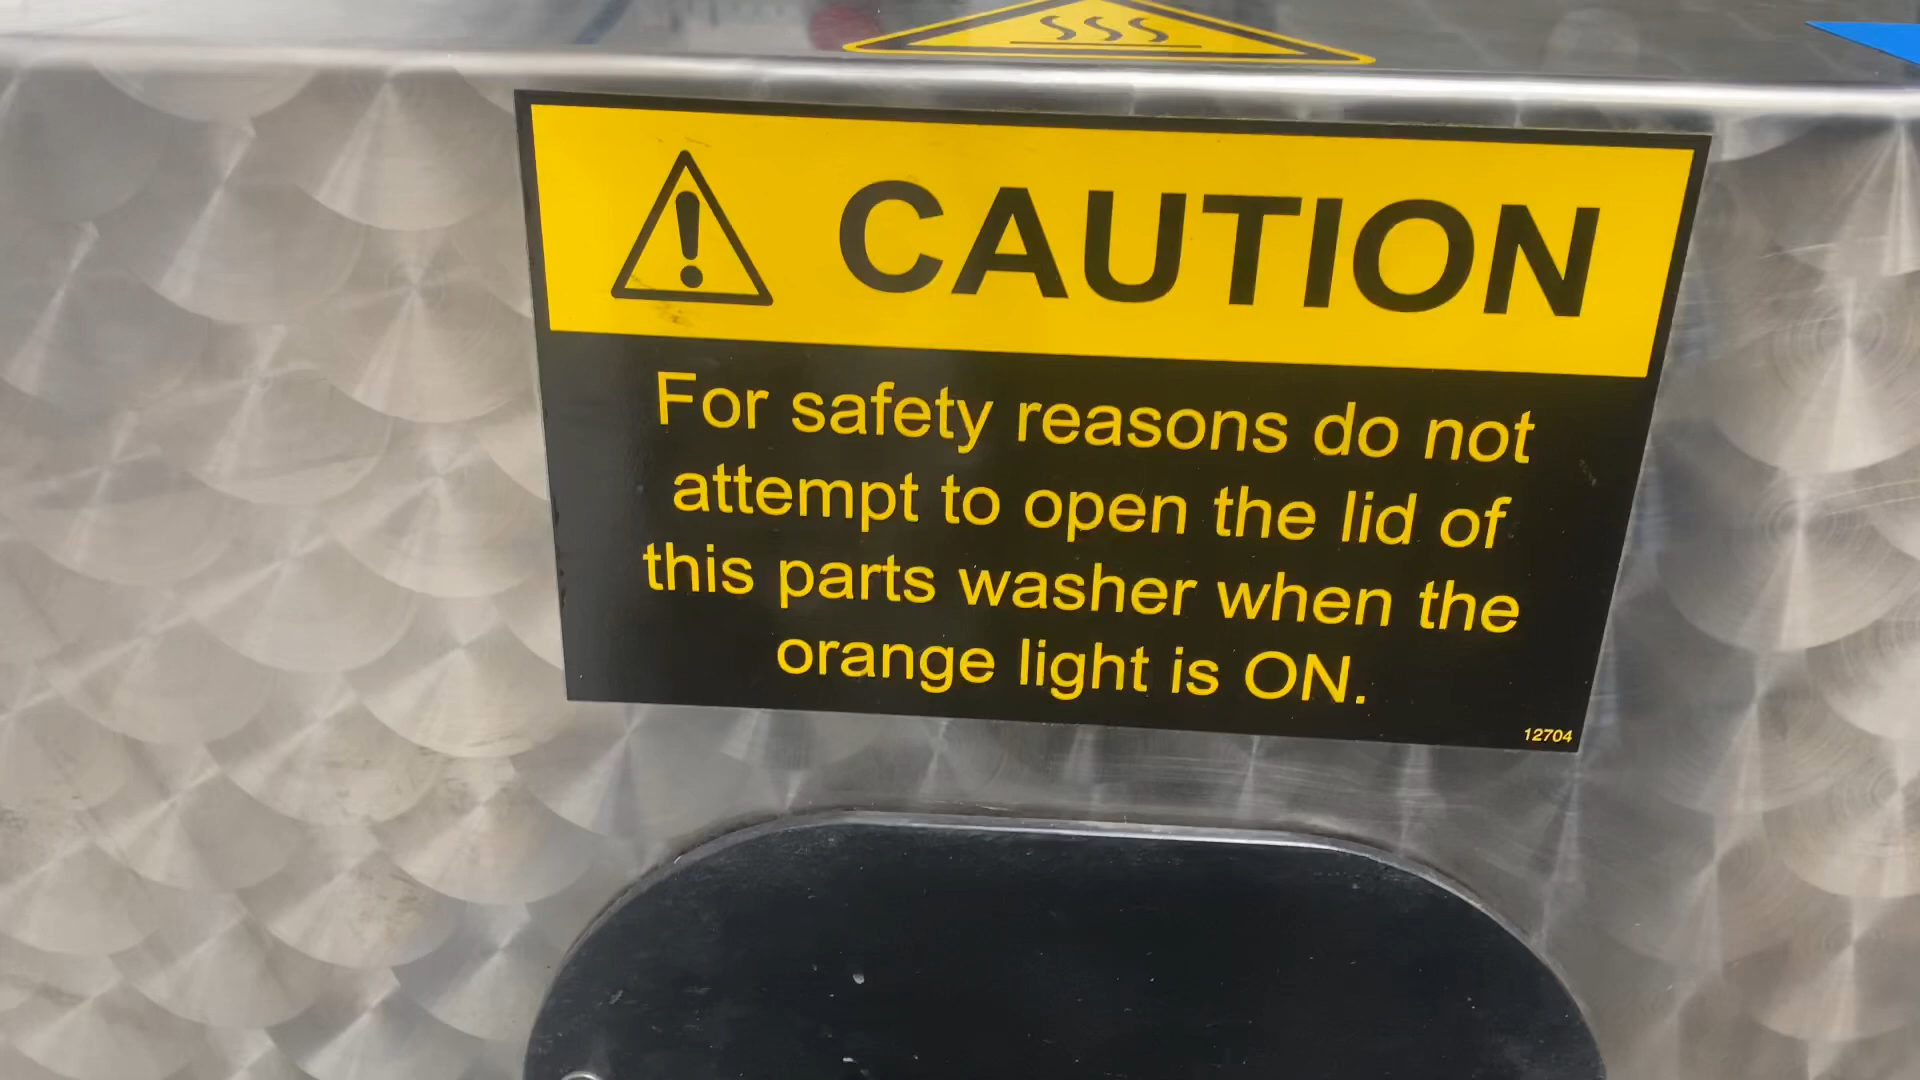 CAUTION
For safety reasons do not
attempt to open the lid of
this parts washer when the
orange light is ON.
12704